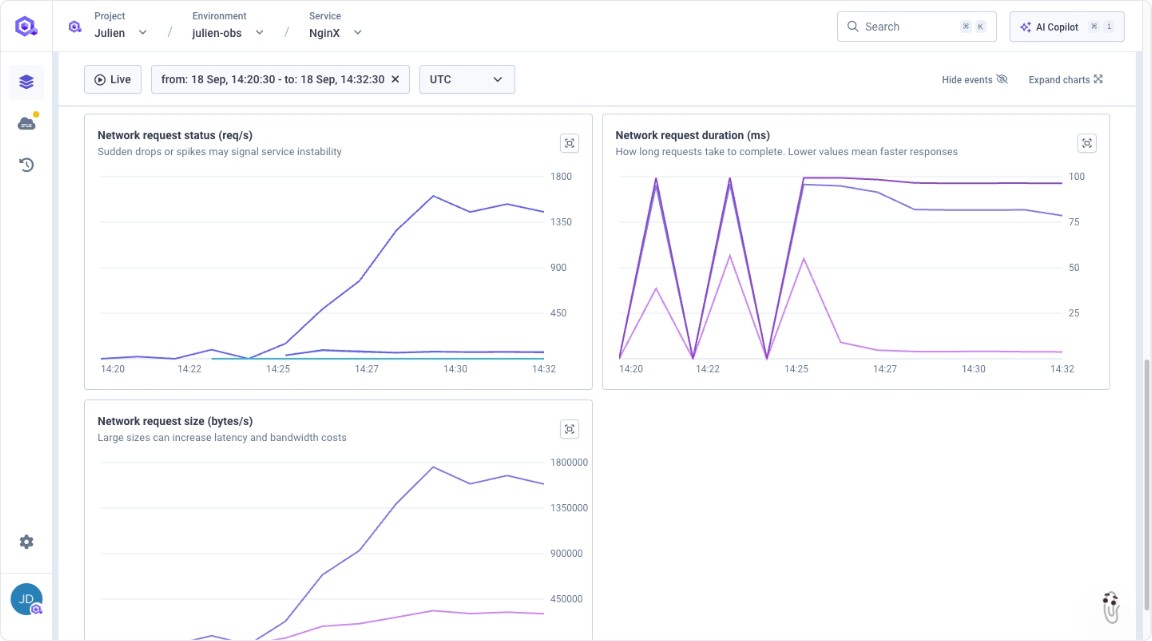 Project
Julien
/
Environment
julien-obs
/
Service
NginX
Search
⌘ K
AI Copilot
⌘ i
Live
from: 18 Sep, 14:20:30 - to: 18 Sep, 14:32:30
UTC
Hide events
Expand charts
Network request status (req/s)
Sudden drops or spikes may signal service instability
1800
1350
900
450
14:20 14:22 14:25 14:27 14:30 14:32
Network request duration (ms)
How long requests take to complete. Lower values mean faster responses
100
75
50
25
14:20 14:22 14:25 14:27 14:30 14:32
Network request size (bytes/s)
Large sizes can increase latency and bandwidth costs
1800000
1350000
900000
450000
JD